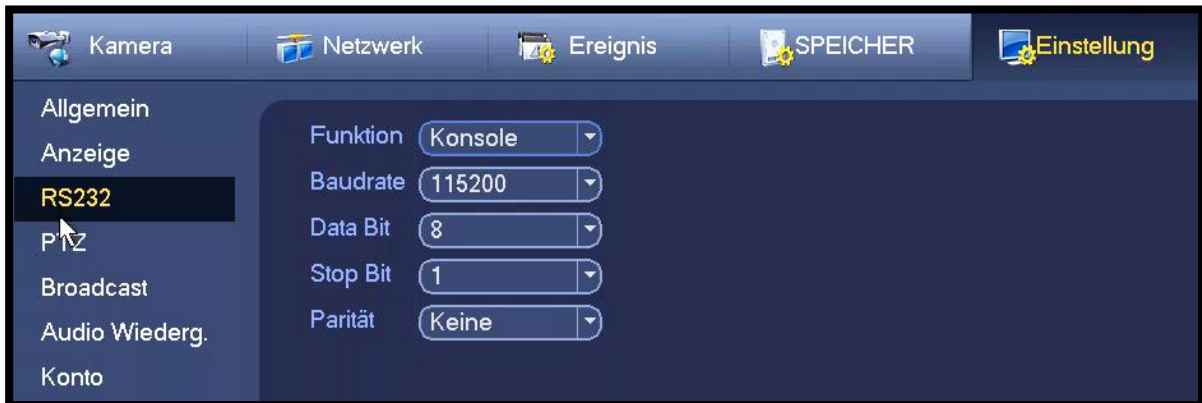 Kamera Netzwerk Ereignis SPEICHER Einstellung
Allgemein
Anzeige
RS232
PTZ
Broadcast
Audio Wiederg.
Konto
Funktion Konsole
Baudrate 115200
Data Bit 8
Stop Bit 1
Parität Keine